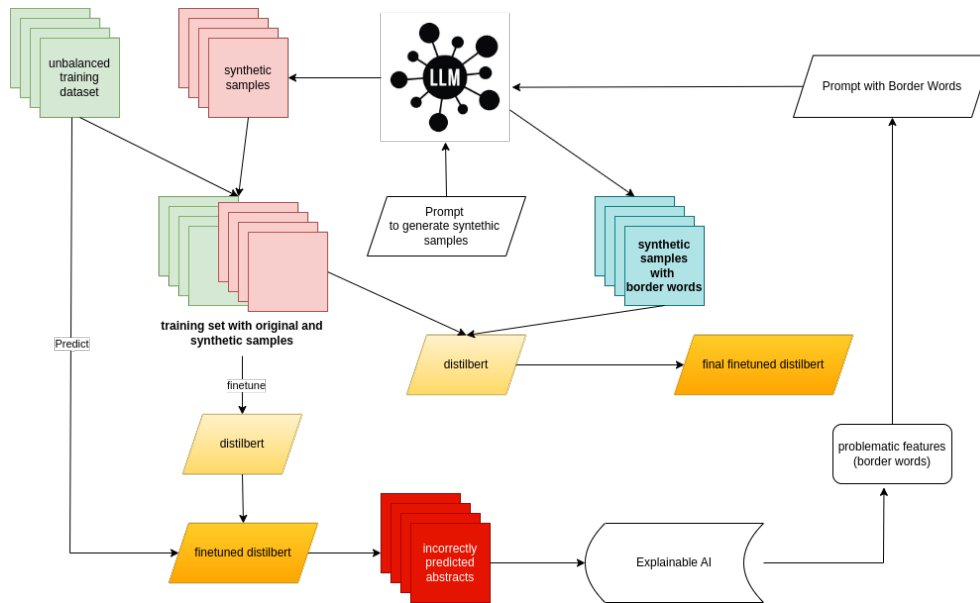 unbalanced
training
dataset
synthetic
samples
LLM
Prompt with Border Words
Prompt
to generate syntethic
samples
synthetic
samples
with
border words
training set with original and
synthetic samples
Predict
distilbert
final finetuned distilbert
finetune
distilbert
problematic features
(border words)
finetuned distilbert
incorrectly
predicted
abstracts
Explainable AI